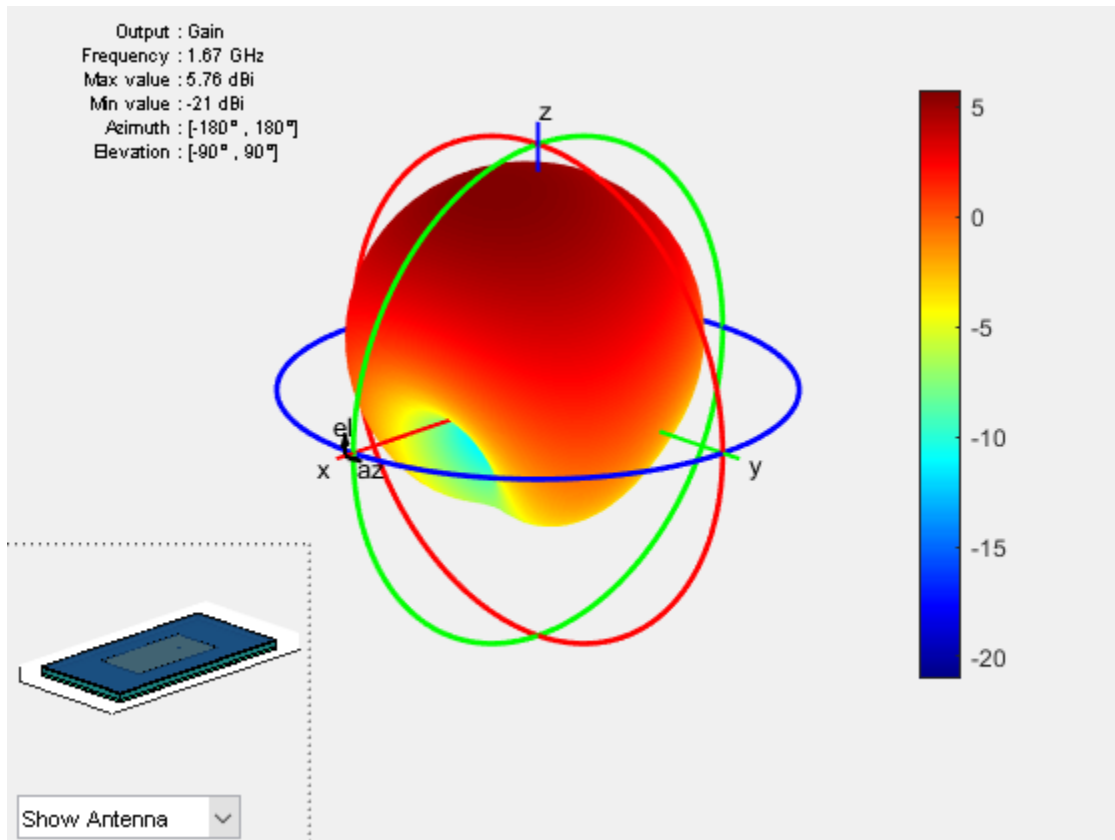 Output : Gain
Frequency : 1.67 GHz
Max value : 5.76 dBi
Min value : -21 dBi
Azimuth : [-180° , 180°]
Elevation : [-90° , 90°]
z
5
0
-5
-10
-15
-20
el
x
az
y
Show Antenna